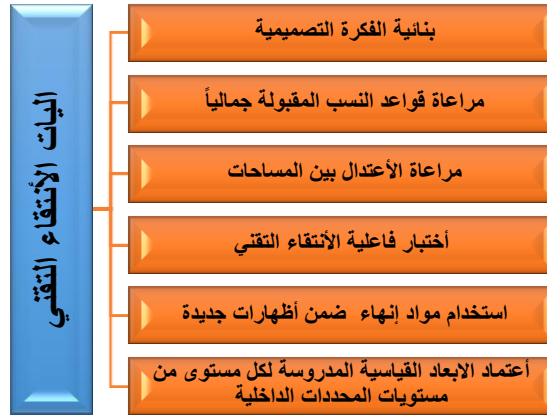 اليات الأنتقاء التقني
بنائية الفكرة التصميمية
مراعاة قواعد النسب المقبولة جمالياً
مراعاة الأعتدال بين المساحات
أختبار فاعلية الأنتقاء التقني
استخدام مواد إنهاء ضمن أظهارات جديدة
أعتماد الابعاد القياسية المدروسة لكل مستوى من
مستويات المحددات الداخلية